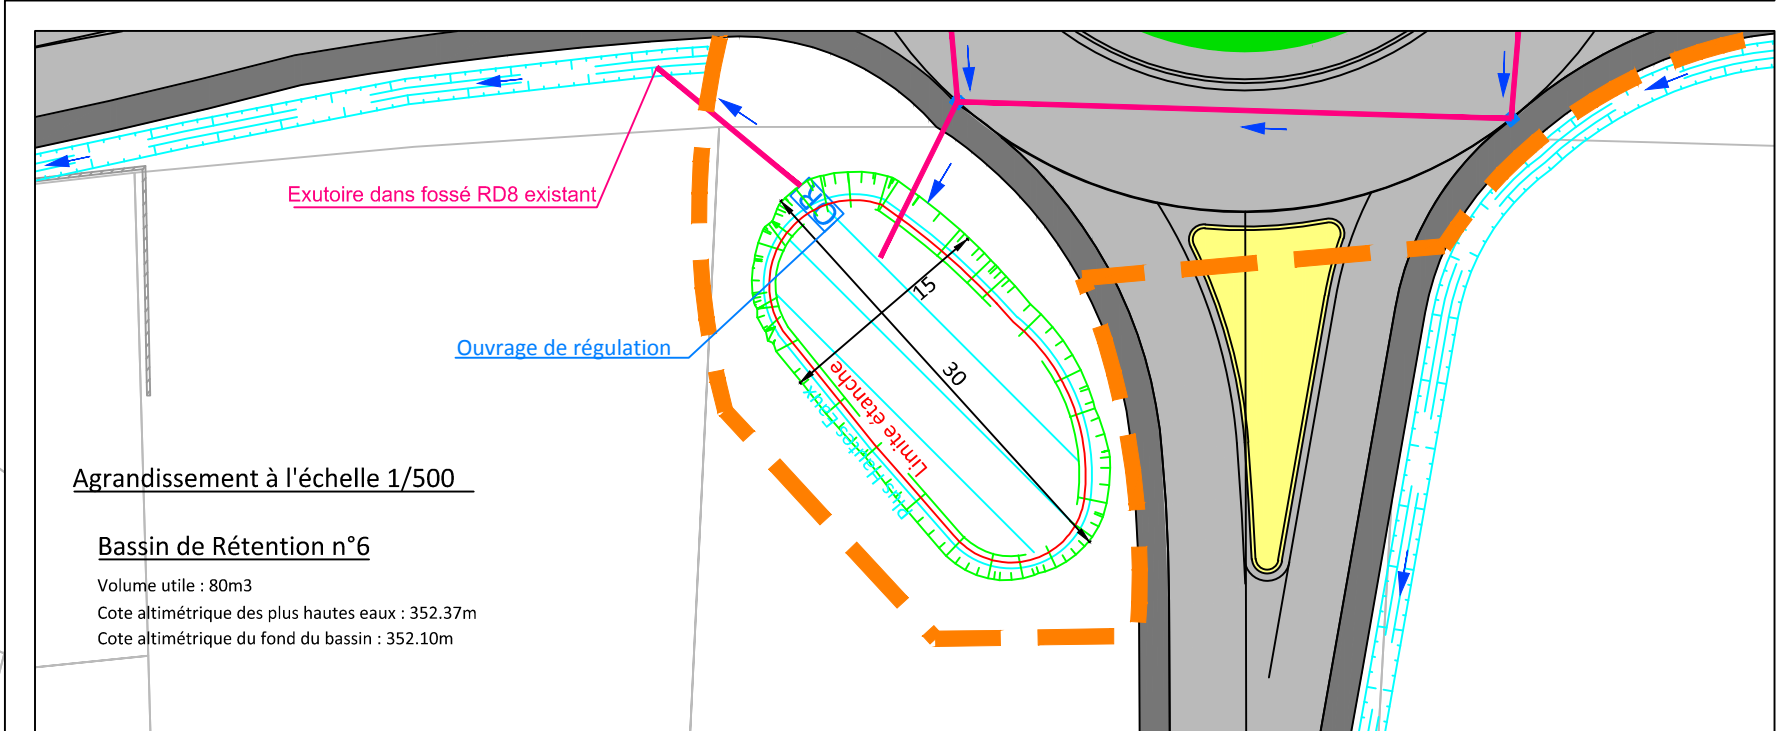 Exutoire dans fossé RD8 existant
OR
15
Ouvrage de régulation
30
Limite étanche
Plus Hautes Eaux
Agrandissement à l'échelle 1/500
Bassin de Rétention n°6
Volume utile : 80m3
Cote altimétrique des plus hautes eaux : 352.37m
Cote altimétrique du fond du bassin : 352.10m